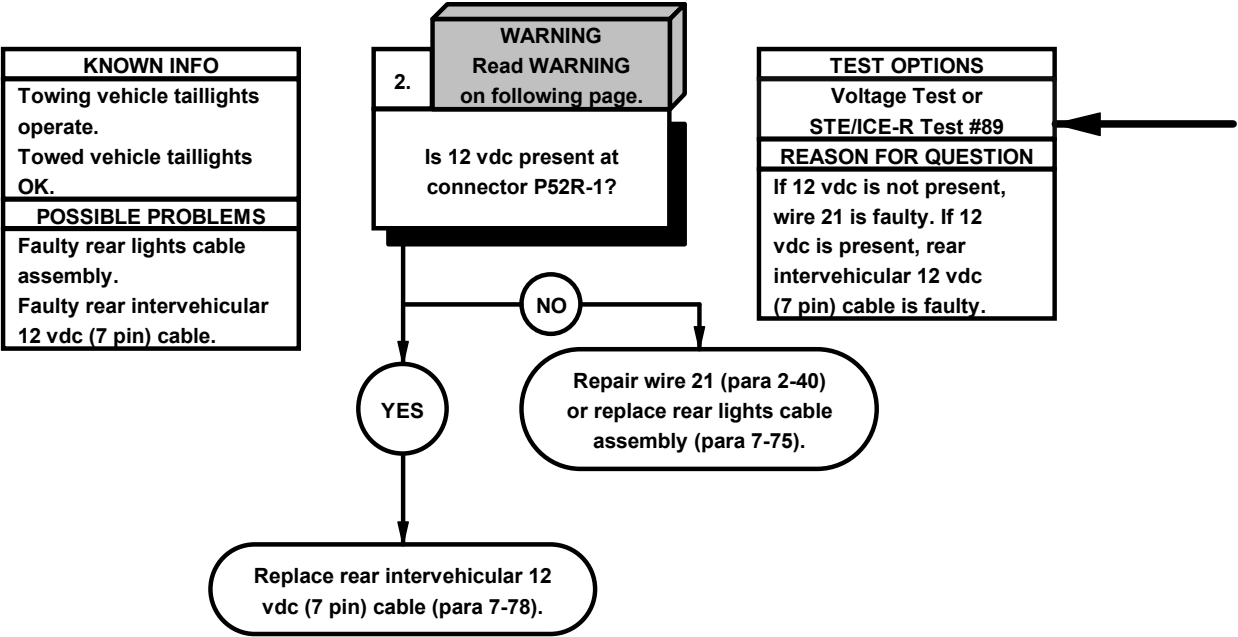 KNOWN INFO
Towing vehicle taillights
operate.
Towed vehicle taillights
OK.
POSSIBLE PROBLEMS
Faulty rear lights cable
assembly.
Faulty rear intervehicular
12 vdc (7 pin) cable.
2.
WARNING
Read WARNING
on following page.
Is 12 vdc present at
connector P52R-1?
TEST OPTIONS
Voltage Test or
STE/ICE-R Test #89
REASON FOR QUESTION
If 12 vdc is not present,
wire 21 is faulty. If 12
vdc is present, rear
intervehicular 12 vdc
(7 pin) cable is faulty.
NO
YES
Repair wire 21 (para 2-40)
or replace rear lights cable
assembly (para 7-75).
Replace rear intervehicular 12
vdc (7 pin) cable (para 7-78).